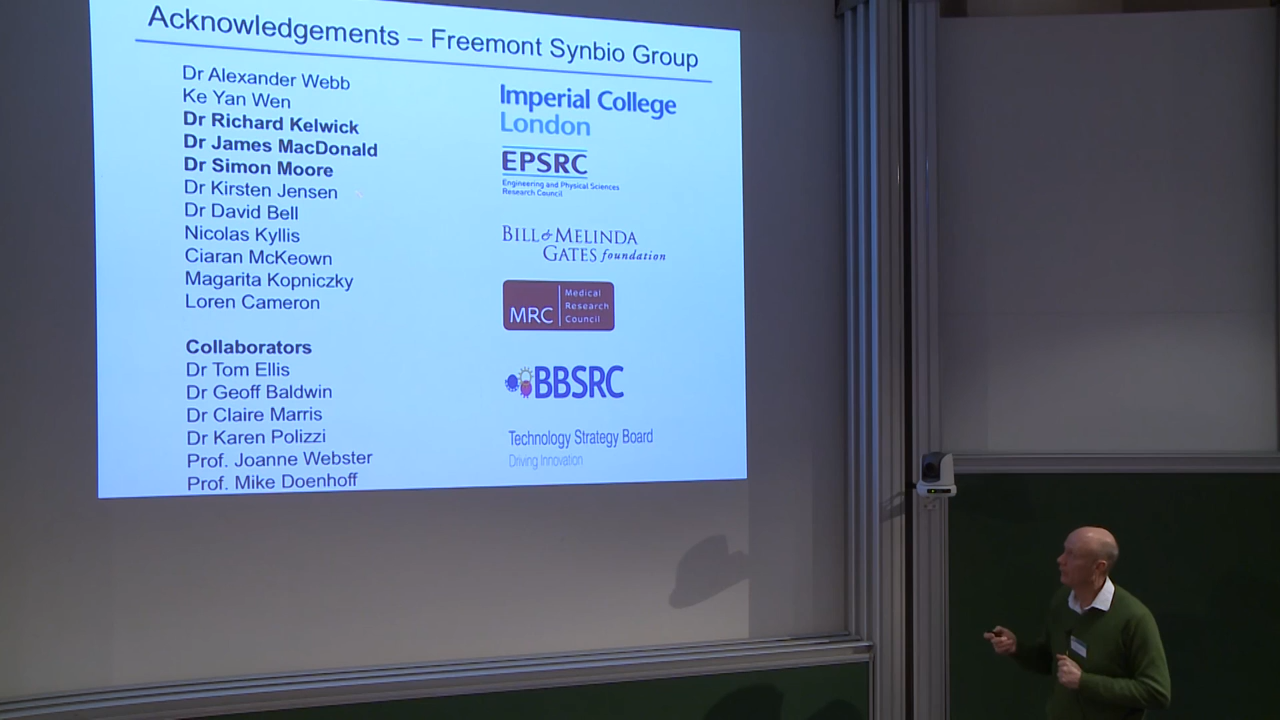 Acknowledgements – Freemont Synbio Group
Dr Alexander Webb
Ke Yan Wen
Dr Richard Kelwick
Dr James MacDonald
Dr Simon Moore
Dr Kirsten Jensen
Dr David Bell
Nicolas Kyllis
Ciaran McKeown
Magarita Kopniczky
Loren Cameron
Collaborators
Dr Tom Ellis
Dr Geoff Baldwin
Dr Claire Marris
Dr Karen Polizzi
Prof. Joanne Webster
Prof. Mike Doenhoff
Imperial College
London
EPSRC
Engineering and Physical Sciences
Research Council
BILL & MELINDA
GATES foundation
MRC
Medical
Research
Council
BBSRC
Technology Strategy Board
Driving Innovation